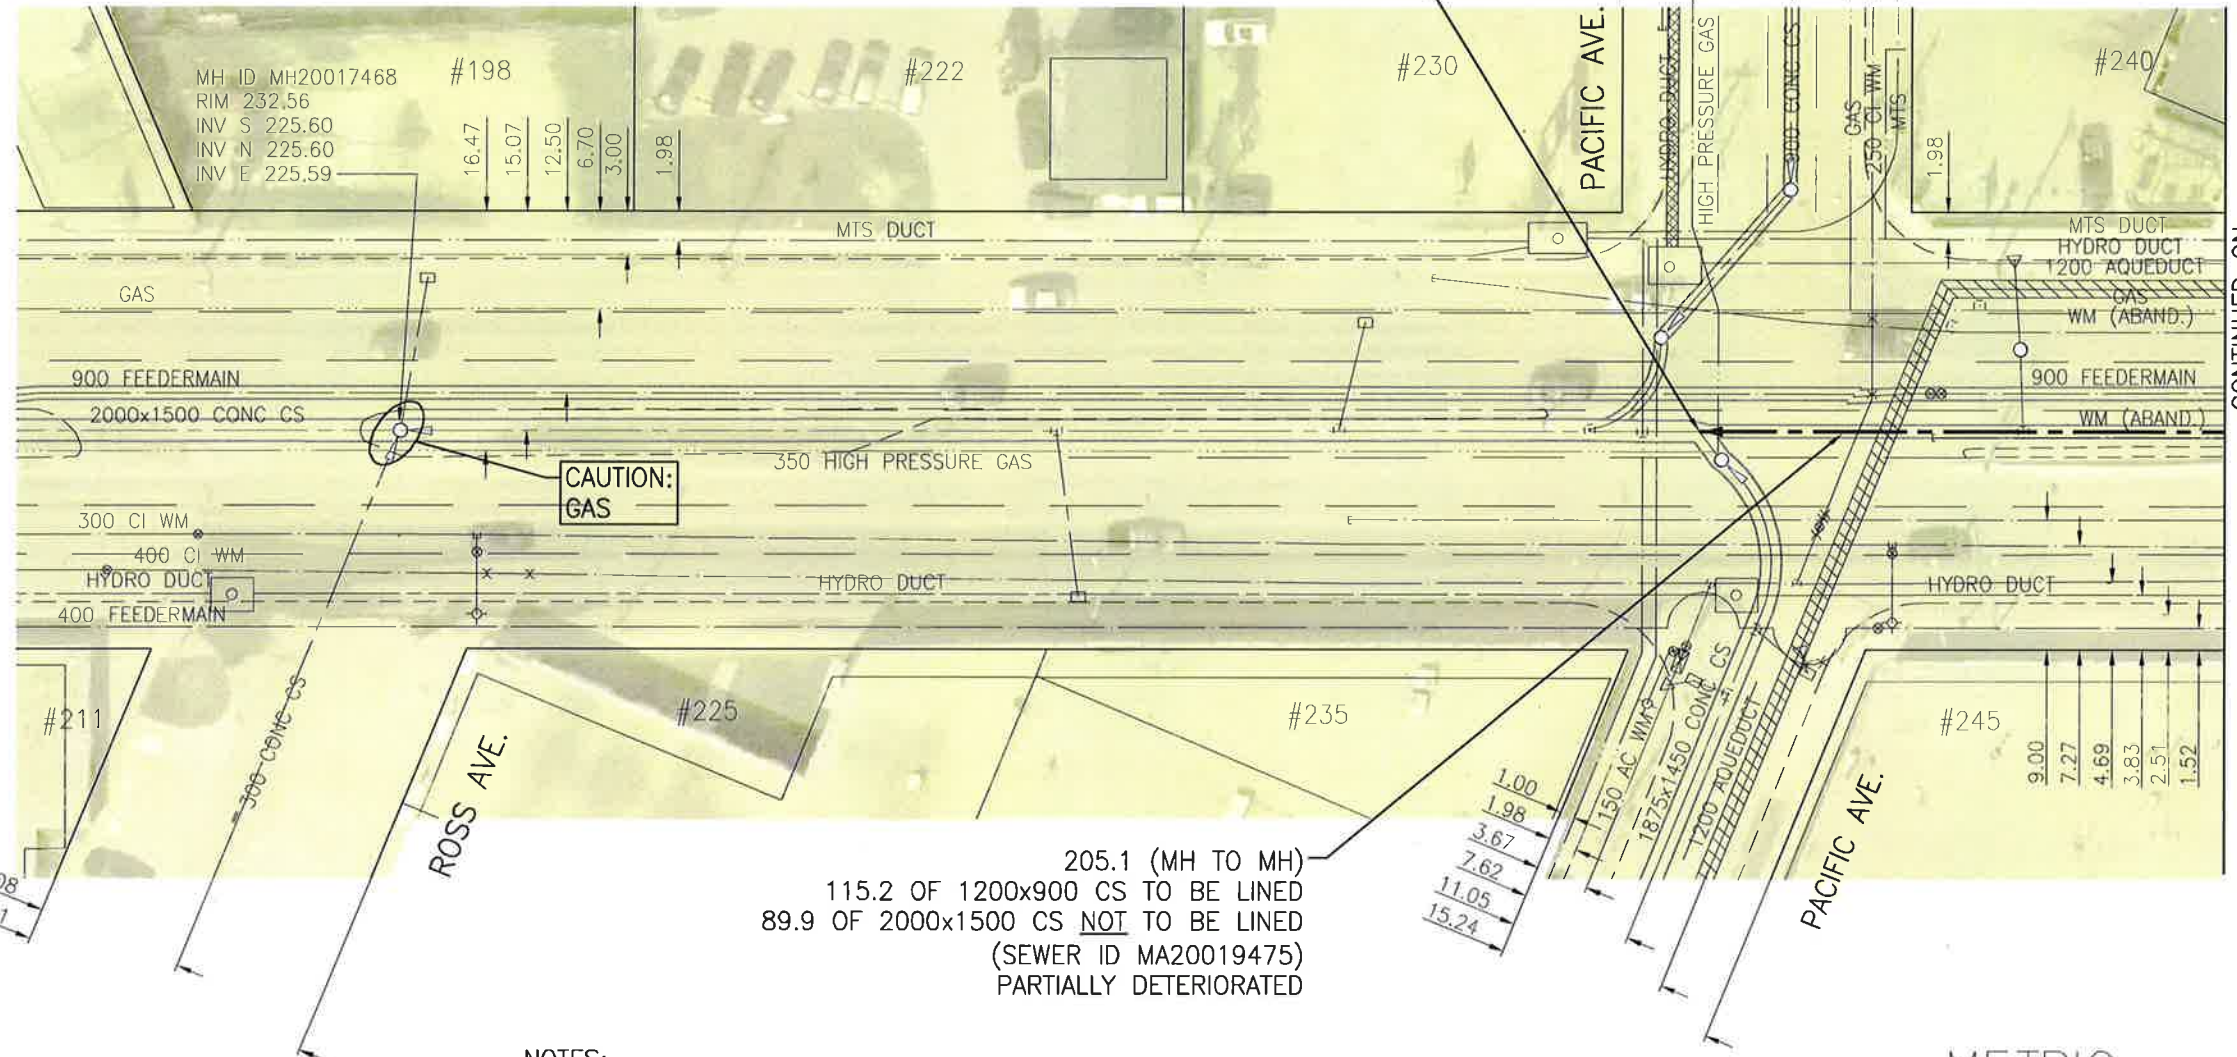 MH ID MH20017468
RIM 232.56
INV S 225.60
INV N 225.60
INV E 225.59
#198
#222
#230
#240
16.47
15.07
12.50
6.70
3.00
1.98
PACIFIC AVE.
HYDRO DUCT
HIGH PRESSURE GAS
900 CONC CS
GAS
250 CI WM
MTS
1.98
MTS DUCT
MTS DUCT
HYDRO DUCT
1200 AQUEDUCT
GAS
WM (ABAND.)
900 FEEDERMAIN
WM (ABAND.)
CONTINUED ON
GAS
900 FEEDERMAIN
2000x1500 CONC CS
350 HIGH PRESSURE GAS
CAUTION:
GAS
300 CI WM
400 CI WM
HYDRO DUCT
400 FEEDERMAIN
HYDRO DUCT
HYDRO DUCT
#211
300 CONC CS
ROSS AVE.
#225
#235
#245
150 AC WM
1875x1450 CONC CS
1200 AQUEDUCT
PACIFIC AVE.
9.00
7.27
4.69
3.83
2.51
1.52
1.00
1.98
3.67
7.62
11.05
15.24
205.1 (MH TO MH)
115.2 OF 1200x900 CS TO BE LINED
89.9 OF 2000x1500 CS NOT TO BE LINED
(SEWER ID MA20019475)
PARTIALLY DETERIORATED
NOTES:
METRIC